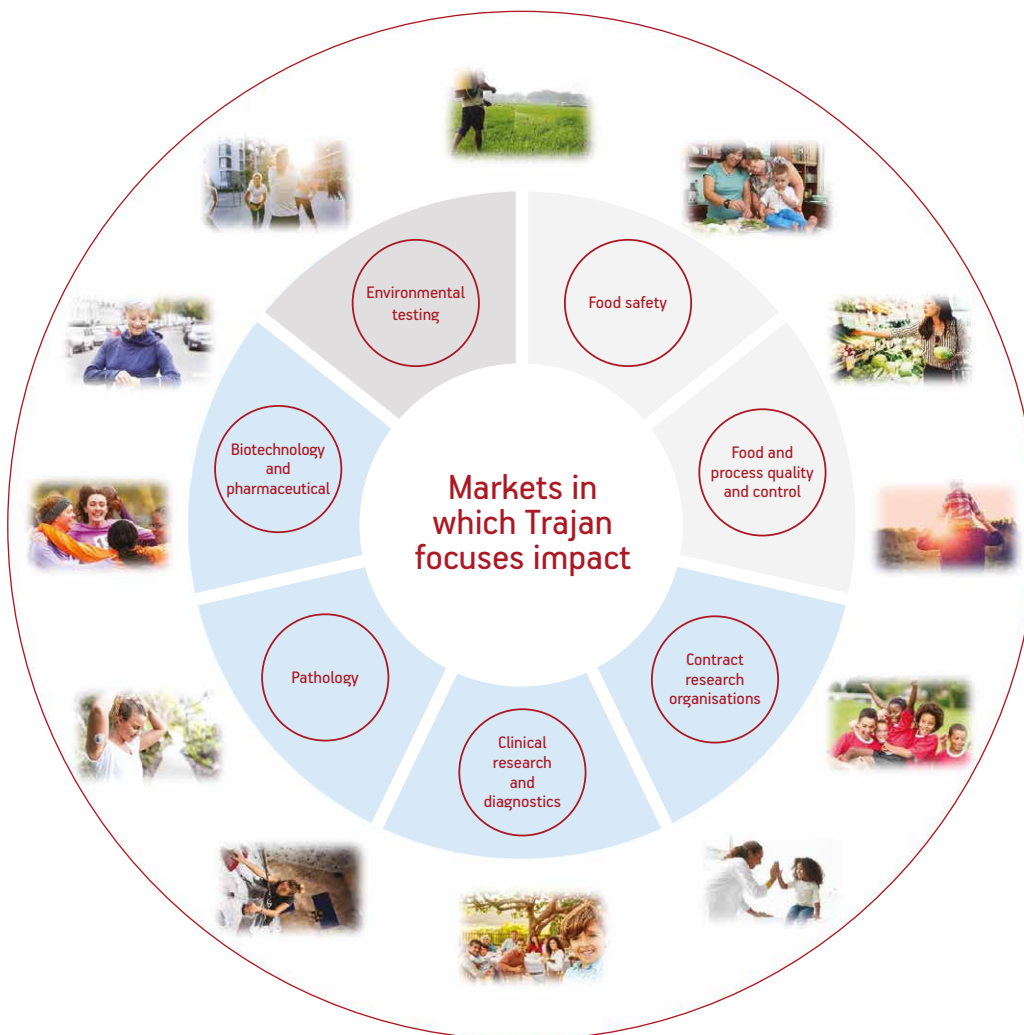 Environmental
testing
Food safety
Biotechnology
and
pharmaceutical
Markets in
which Trajan
focuses impact
Food and
process quality
and control
Pathology
Contract
research
organisations
Clinical
research
and
diagnostics